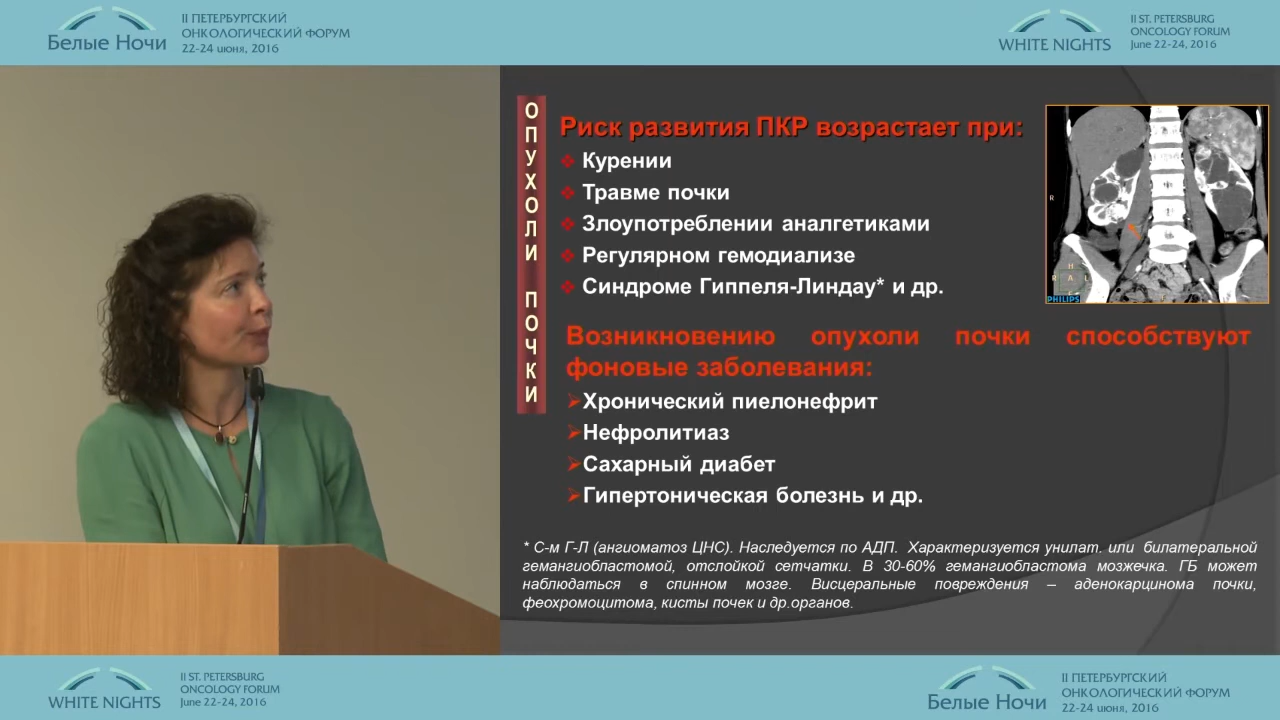 II ПЕТЕРБУРГСКИЙ
ОНКОЛОГИЧЕСКИЙ ФОРУМ
Белые Ночи
22-24 июня, 2016
II ST. PETERSBURG
ONCOLOGY FORUM
WHITE NIGHTS
June 22-24, 2016
ОПУХОЛИ ПОЧКИ
Риск развития ПКР возрастает при:
Курении
Травме почки
Злоупотреблении аналгетиками
Регулярном гемодиализе
Синдроме Гиппеля-Линдау* и др.
R
H
R A L
F
PHILIPS
Возникновению опухоли почки способствуют
фоновые заболевания:
Хронический пиелонефрит
Нефролитиаз
Сахарный диабет
Гипертоническая болезнь и др.
* С-м Г-Л (ангиоматоз ЦНС). Наследуется по АДП. Характеризуется унилат. или билатеральной
гемангиобластомой, отслойкой сетчатки. В 30-60% гемангиобластома мозжечка. ГБ может
наблюдаться в спинном мозге. Висцеральные повреждения – аденокарцинома почки,
феохромоцитома, кисты почек и др.органов.
II ST. PETERSBURG
ONCOLOGY FORUM
WHITE NIGHTS
June 22-24, 2016
II ПЕТЕРБУРГСКИЙ
ОНКОЛОГИЧЕСКИЙ ФОРУМ
Белые Ночи
22-24 июня, 2016